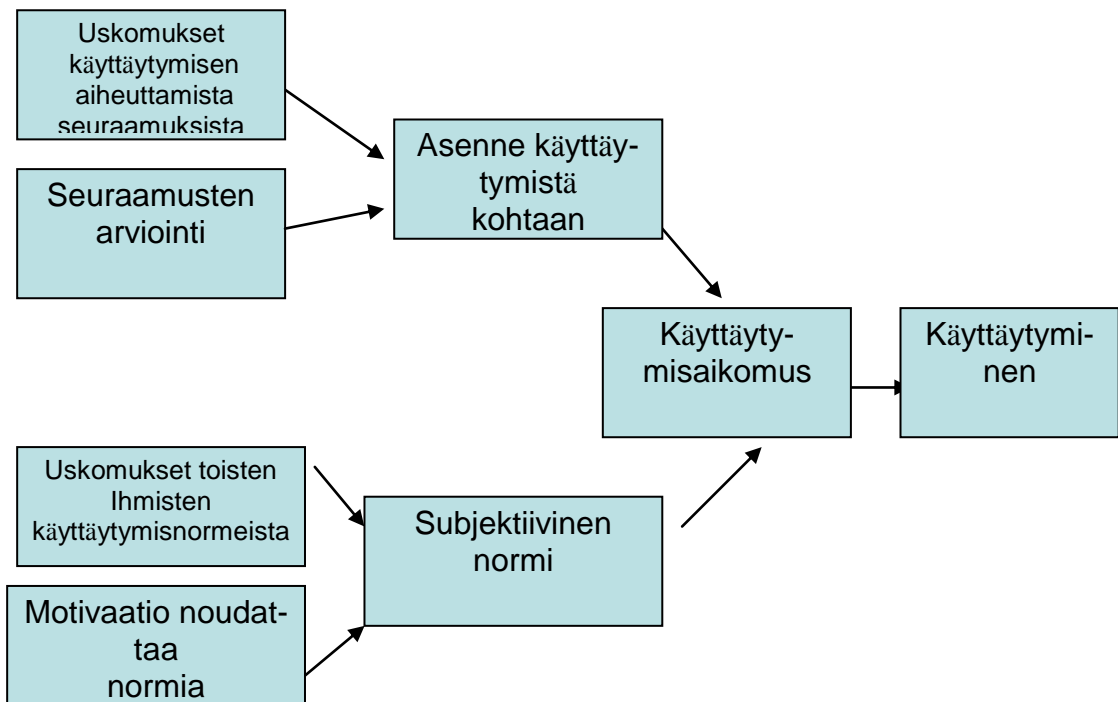 Uskomukset
käyttäytymisen
aiheuttamista
seuraamuksista
Seuraamusten
arviointi
Asenne käyttäy-
tymistä
kohtaan
Käyttäyty-
misaikomus
Käyttäytymi-
nen
Uskomukset toisten
Ihmisten
käyttäytymisnormeista
Motivaatio noudat-
taa
normia
Subjektiivinen
normi